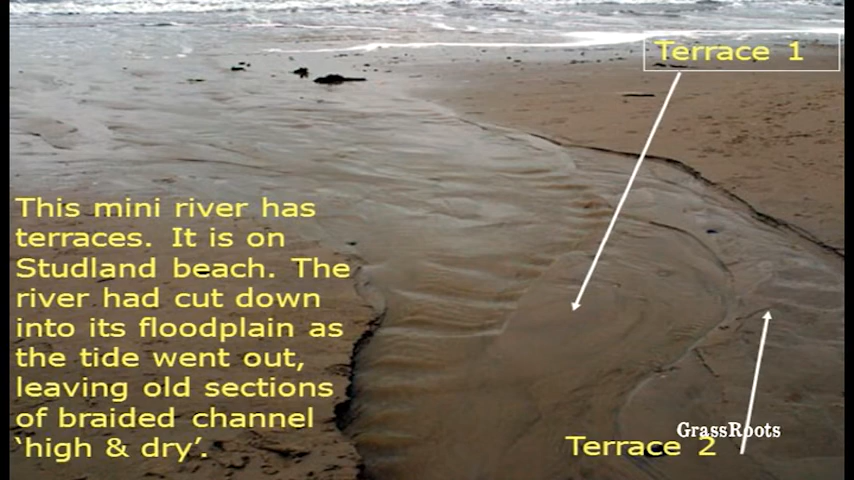 Terrace 1
This mini river has
terraces. It is on
Studland beach. The
river had cut down
into its floodplain as
the tide went out,
leaving old sections
of braided channel
‘high & dry’.
GrassRoots
Terrace 2